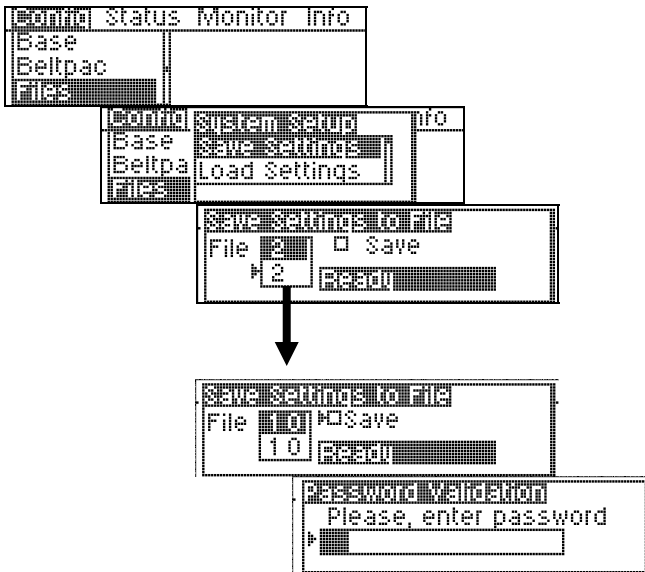 Config Status Monitor Info
Base
Beltpac
Files
Config
nfo
System Setup
Base
Save Settings
Beltpa
Load Settings
Files
Save Settings to File
File 2 Save
2 Ready
Save Settings to File
File 10 Save
10 Ready
Password Validation
Please, enter password